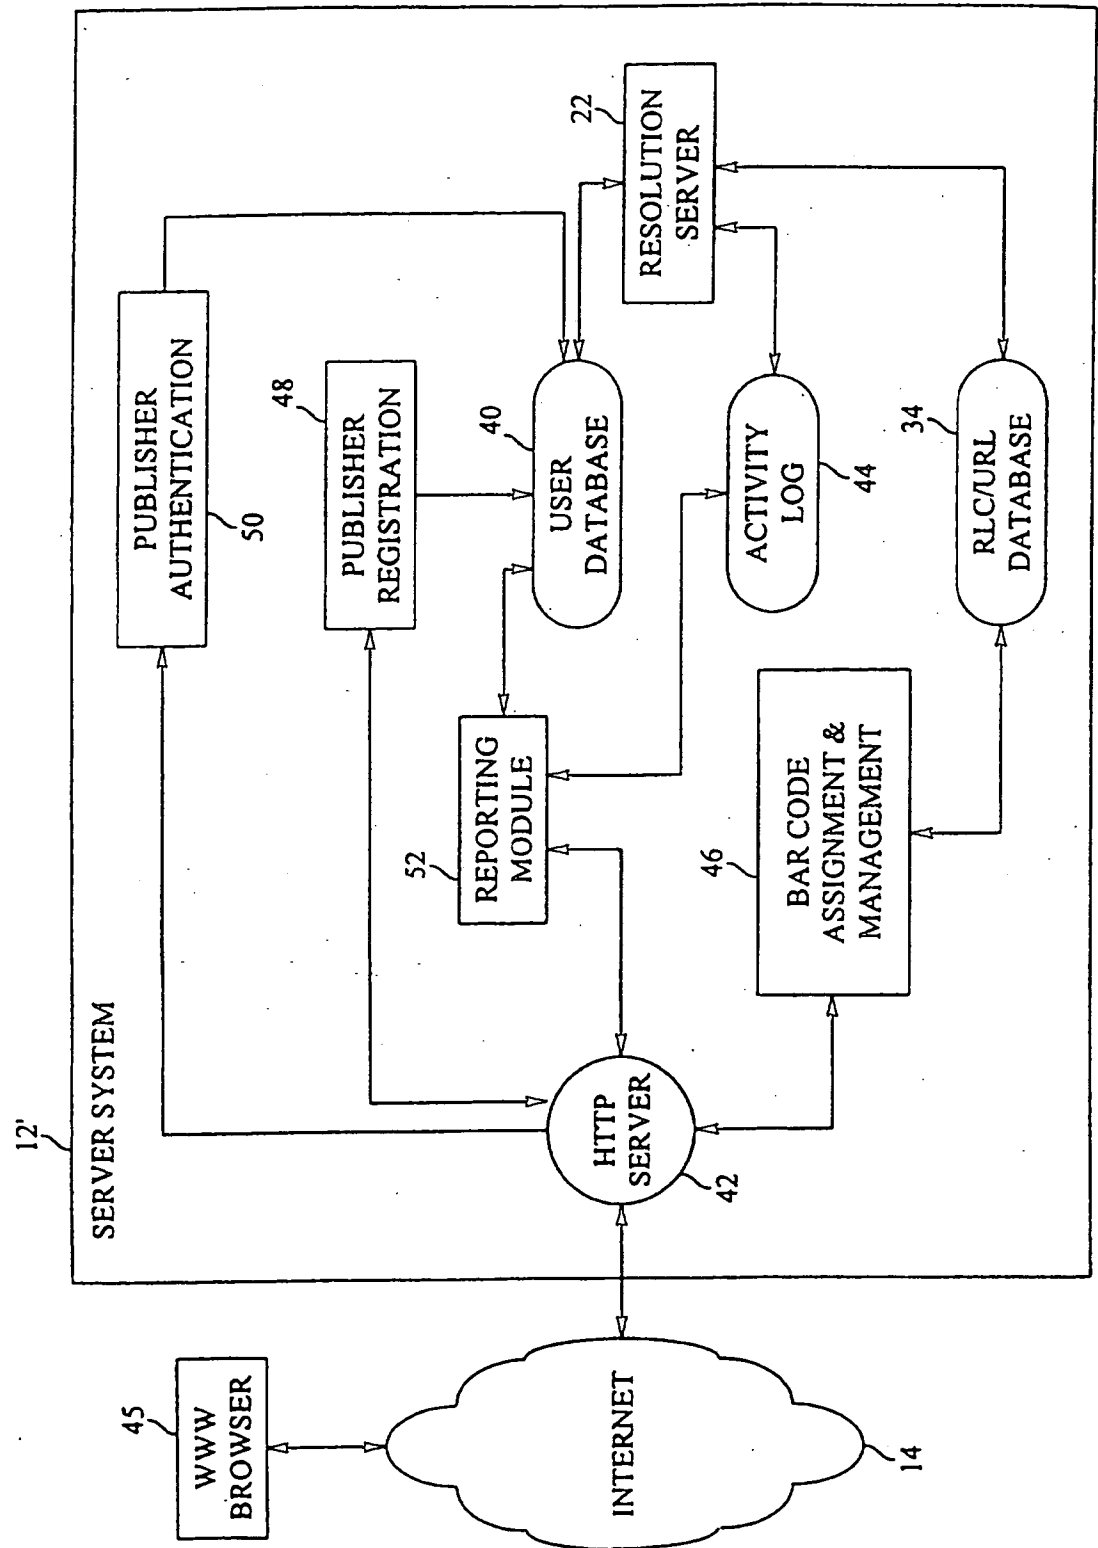 12'
SERVER SYSTEM
45
WWW
BROWSER
INTERNET
14
HTTP
SERVER
42
PUBLISHER
AUTHENTICATION
50
48
PUBLISHER
REGISTRATION
52
REPORTING
MODULE
40
USER
DATABASE
22
RESOLUTION
SERVER
ACTIVITY
LOG
44
46
BAR CODE
ASSIGNMENT &
MANAGEMENT
34
RLC/URL
DATABASE